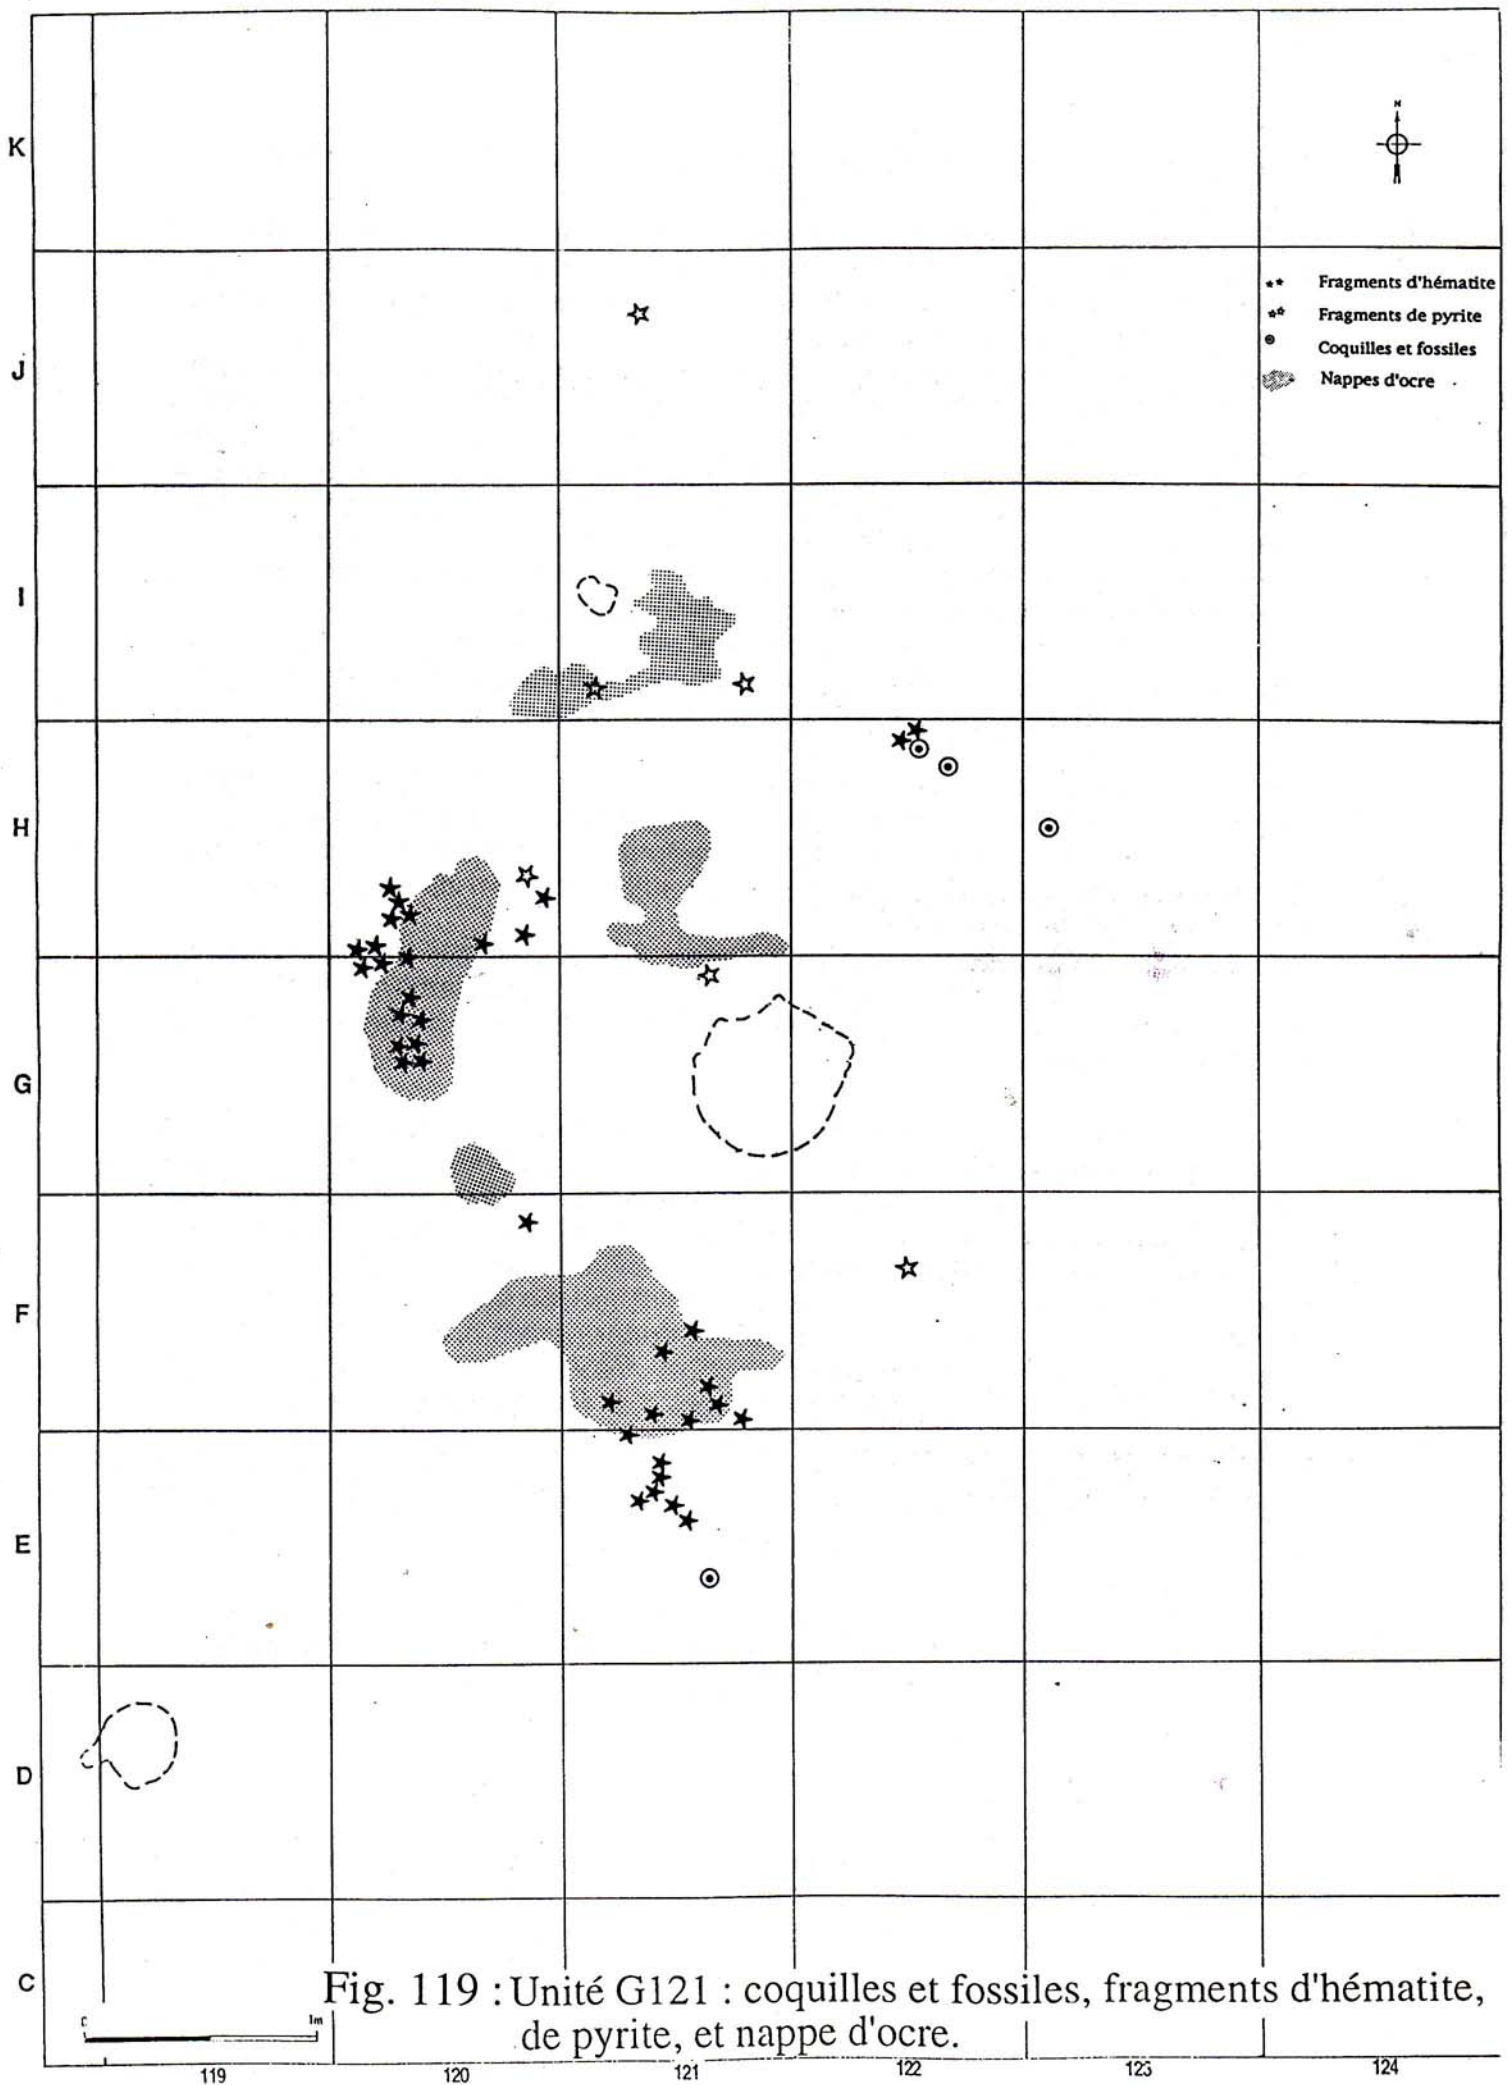 N
K
Fragments d'hématite
Fragments de pyrite
J
Coquilles et fossiles
Nappes d'ocre
I
H
G
F
E
D
C
Fig. 119 : Unité G121 : coquilles et fossiles, fragments d'hématite,
de pyrite, et nappe d'ocre.
1m
119 120 121 122 123 124